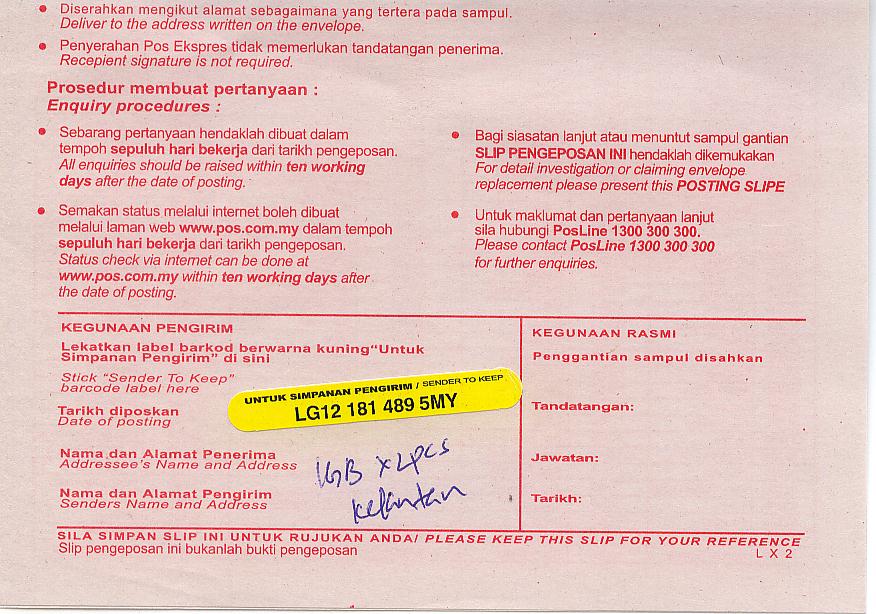 • Diserahkan mengikut alamat sebagaimana yang tertera pada sampul.
Deliver to the address written on the envelope.
• Penyerahan Pos Ekspres tidak memerlukan tandatangan penerima.
Recepient signature is not required.
Prosedur membuat pertanyaan :
Enquiry procedures :
• Sebarang pertanyaan hendaklah dibuat dalam
tempoh sepuluh hari bekerja dari tarikh pengeposan.
All enquiries should be raised within ten working
days after the date of posting.
• Semakan status melalui internet boleh dibuat
melalui laman web www.pos.com.my dalam tempoh
sepuluh hari bekerja dari tarikh pengeposan.
Status check via internet can be done at
www.pos.com.my within ten working days after
the date of posting.
• Bagi siasatan lanjut atau menuntut sampul gantian
SLIP PENGEPOSAN INI hendaklah dikemukakan
For detail investigation or claiming envelope
replacement please present this POSTING SLIPE
• Untuk maklumat dan pertanyaan lanjut
sila hubungi PosLine 1300 300 300.
Please contact PosLine 1300 300 300
for further enquiries.
KEGUNAAN PENGIRIM
Lekatkan label barkod berwarna kuning“Untuk
Simpanan Pengirim” di sini
Stick “Sender To Keep”
barcode label here
UNTUK SIMPANAN PENGIRIM / SENDER TO KEEP
LG12 181 489 5MY
Tarikh diposkan
Date of posting
Nama dan Alamat Penerima
Addressee's Name and Address
1GB x 2pcs
Nama dan Alamat Pengirim
Senders Name and Address
kelantan
KEGUNAAN RASMI
Penggantian sampul disahkan
Tandatangan:
Jawatan:
Tarikh:
SILA SIMPAN SLIP INI UNTUK RUJUKAN ANDA/ PLEASE KEEP THIS SLIP FOR YOUR REFERENCE
Slip pengeposan ini bukanlah bukti pengeposan
L X 2